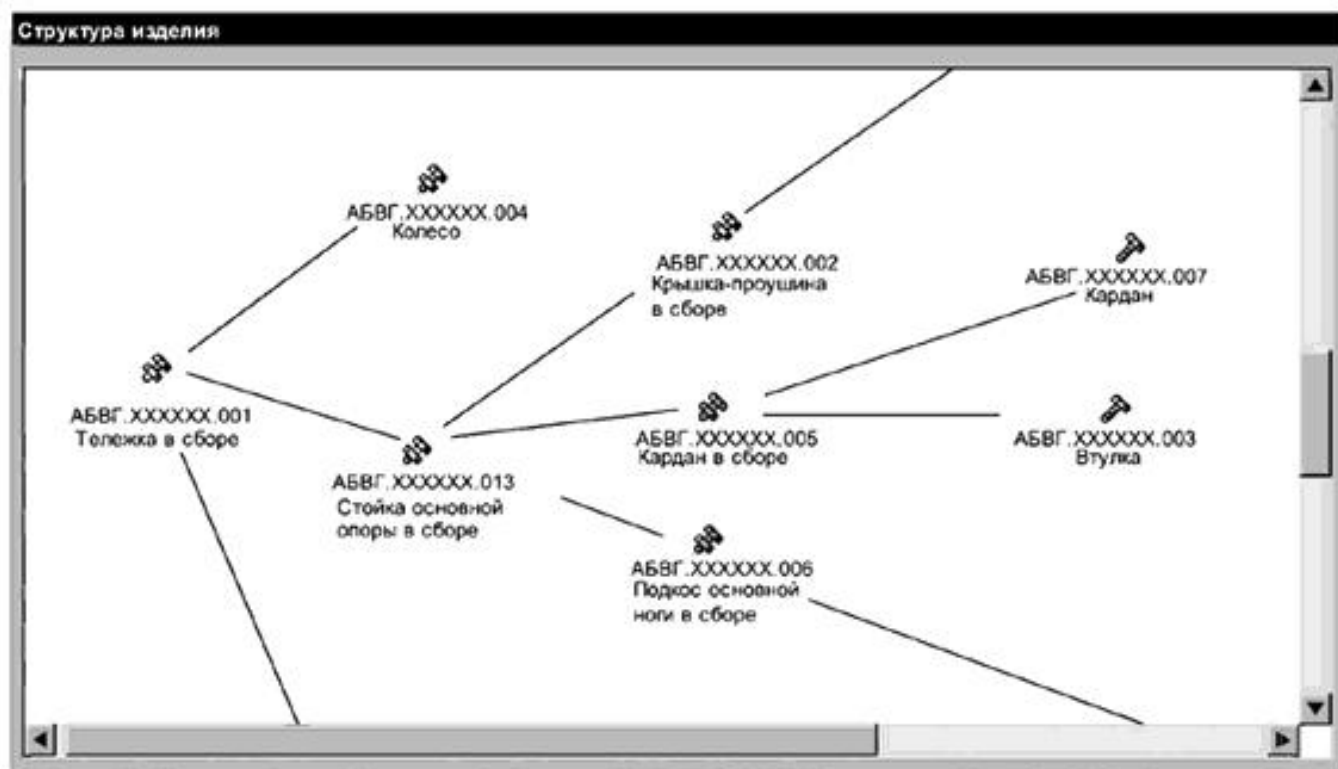 Структура изделия
АБВГ.XXXXXX.004
Колесо
АБВГ.XXXXXX.002
Крышка-проушина
в сборе
АБВГ.XXXXXX.007
Кардан
АБВГ.XXXXXX.001
Тележка в сборе
АБВГ.XXXXXX.013
Стойка основной
опоры в сборе
АБВГ.XXXXXX.005
Кардан в сборе
АБВГ.XXXXXX.003
Втулка
АБВГ.XXXXXX.006
Подкос основной
ноги в сборе